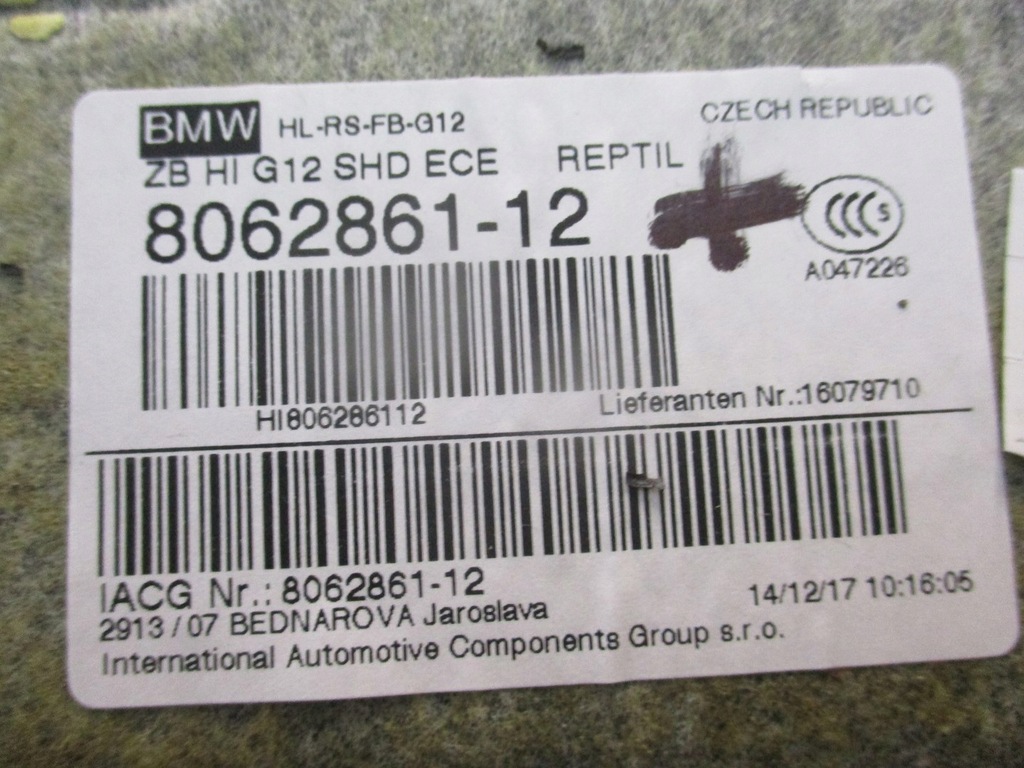 BMW HL-RS-FB-G12 CZECH REPUBLIC
ZB HI G12 SHD ECE REPTIL
8062861-12
CCC S
A047226
HI806286112 Lieferanten Nr.:16079710
IACG Nr.: 8062861-12 14/12/17 10:16:05
2913 / 07 BEDNAROVA Jaroslava
International Automotive Components Group s.r.o.